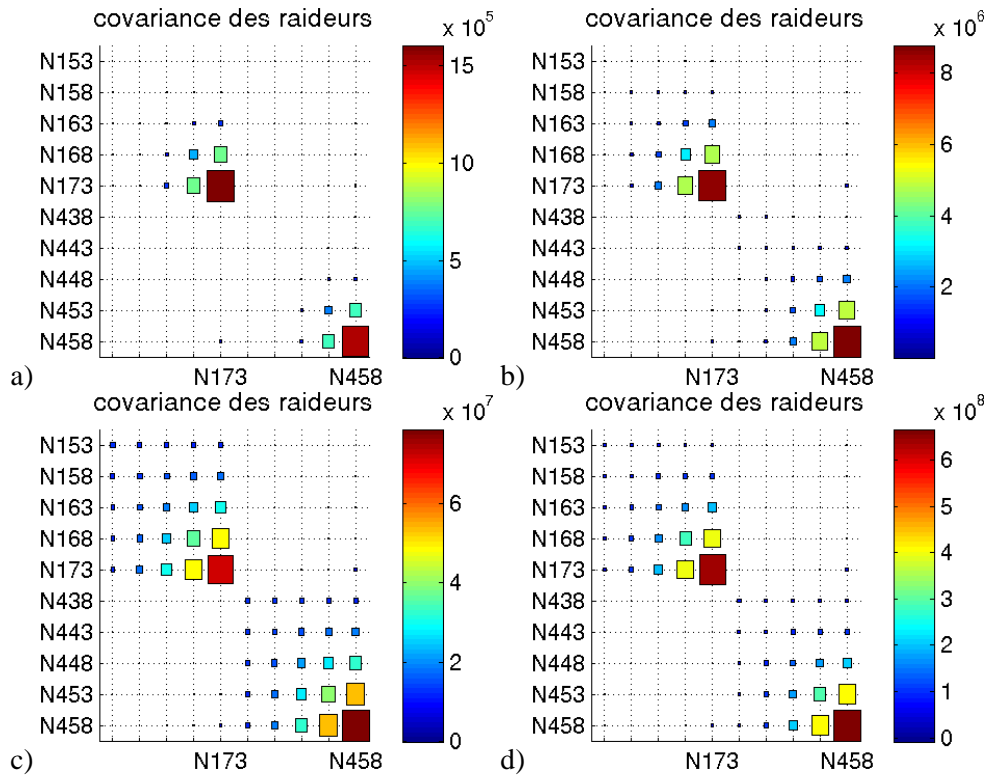 covariance des raideurs
x 10^5
N153
N158
N163
N168
N173
N438
N443
N448
N453
N458
N173
N458
15
10
5
0
a)
covariance des raideurs
x 10^6
N153
N158
N163
N168
N173
N438
N443
N448
N453
N458
N173
N458
8
6
4
2
b)
covariance des raideurs
x 10^7
N153
N158
N163
N168
N173
N438
N443
N448
N453
N458
N173
N458
6
4
2
0
c)
covariance des raideurs
x 10^8
N153
N158
N163
N168
N173
N438
N443
N448
N453
N458
N173
N458
6
5
4
3
2
1
0
d)